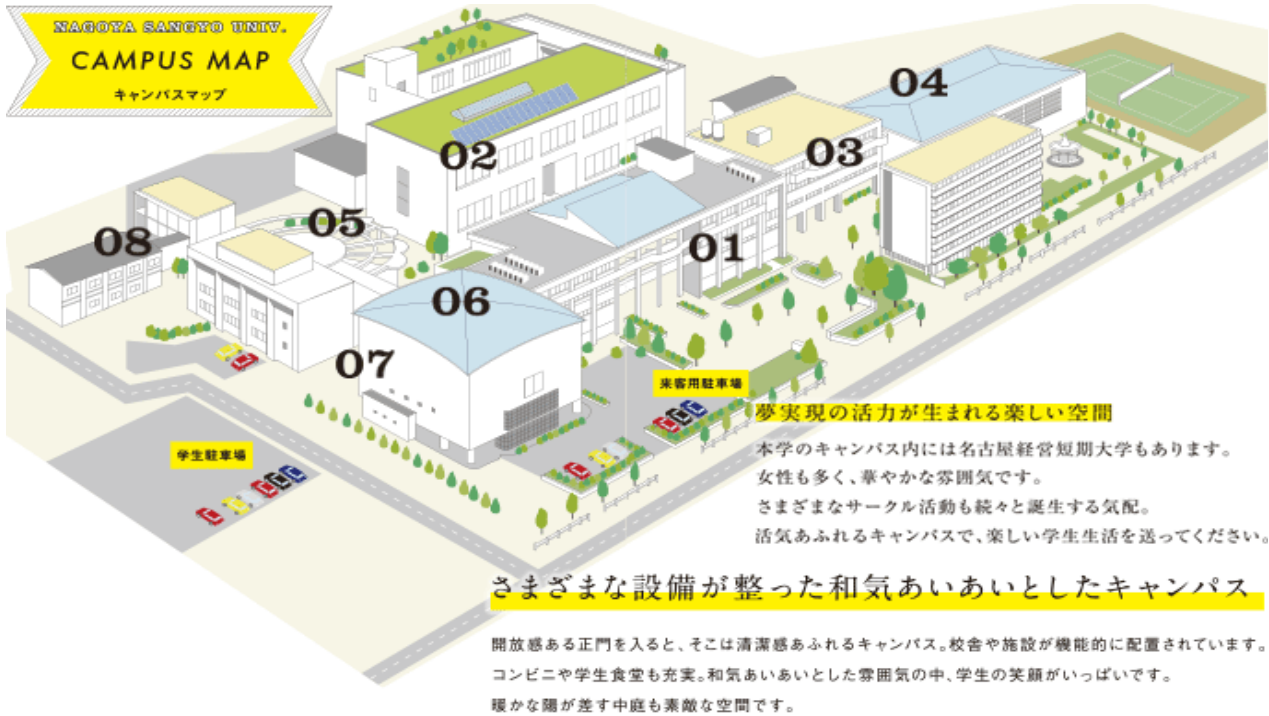 NAGOYA SANGYO UNIV.
CAMPUS MAP
キャンパスマップ
04
02
03
05
08
01
06
07
来客用駐車場
学生駐車場
夢実現の活力が生まれる楽しい空間
本学のキャンパス内には名古屋経営短期大学もあります。
女性も多く、華やかな雰囲気です。
さまざまなサークル活動も続々と誕生する気配。
活気あふれるキャンパスで、楽しい学生生活を送ってください。
さまざまな設備が整った和気あいあいとしたキャンパス
開放感ある正門を入ると、そこは清潔感あふれるキャンパス。校舎や施設が機能的に配置されています。
コンビニや学生食堂も充実。和気あいあいとした雰囲気の中、学生の笑顔がいっぱいです。
暖かな陽が差す中庭も素敵な空間です。